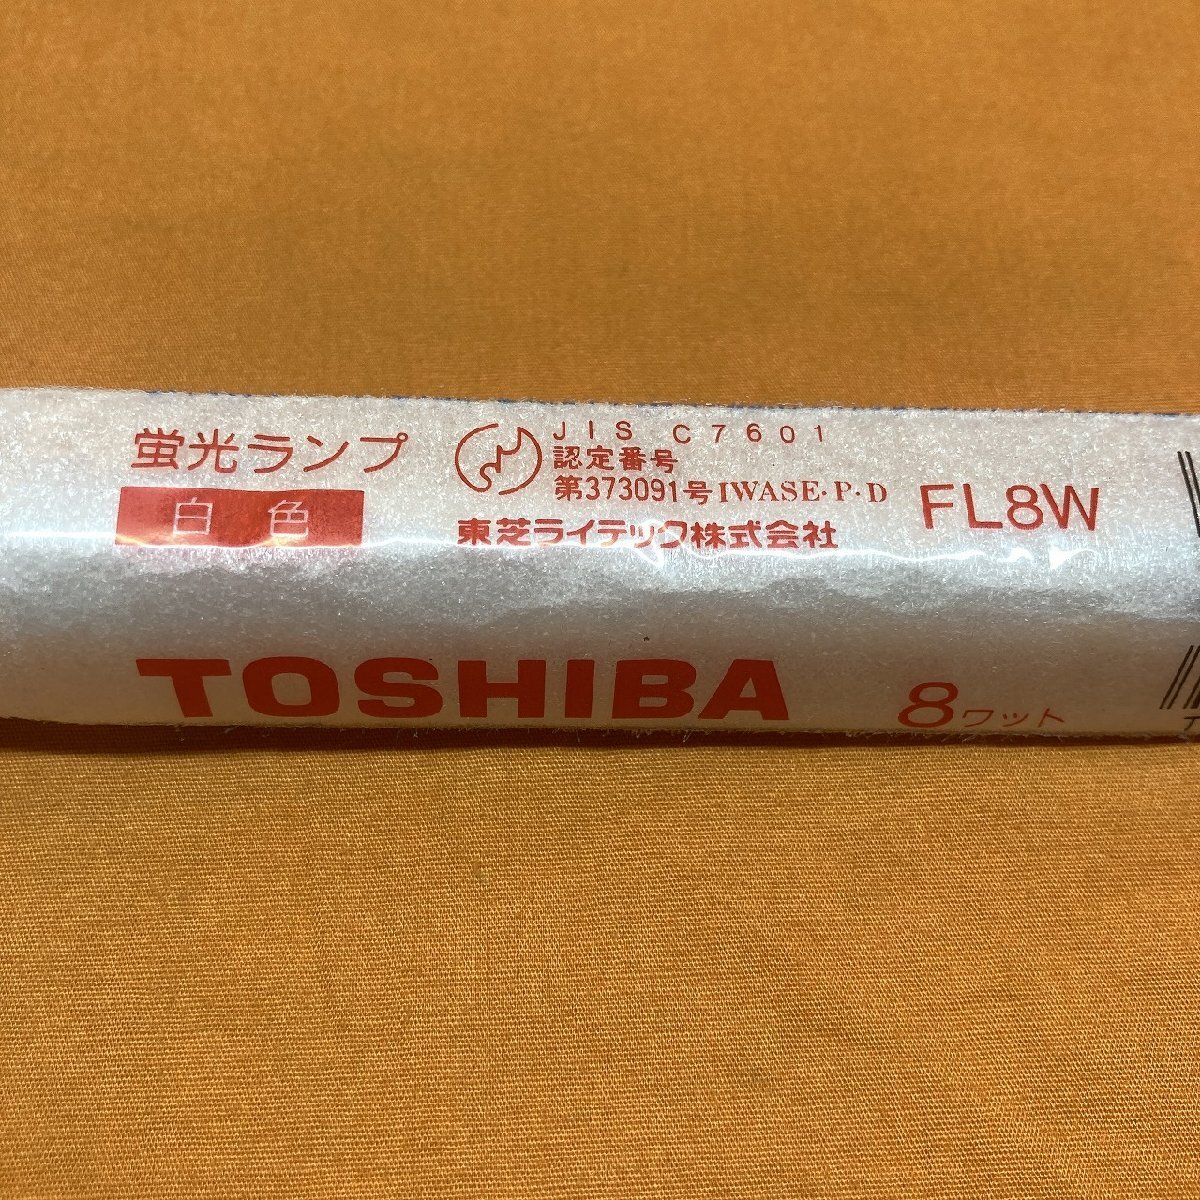 蛍光ランプ
白色
JIS C7601
認定番号
第373091号 IWASE・P・D
東芝ライテック株式会社
FL8W
TOSHIBA
8ワット